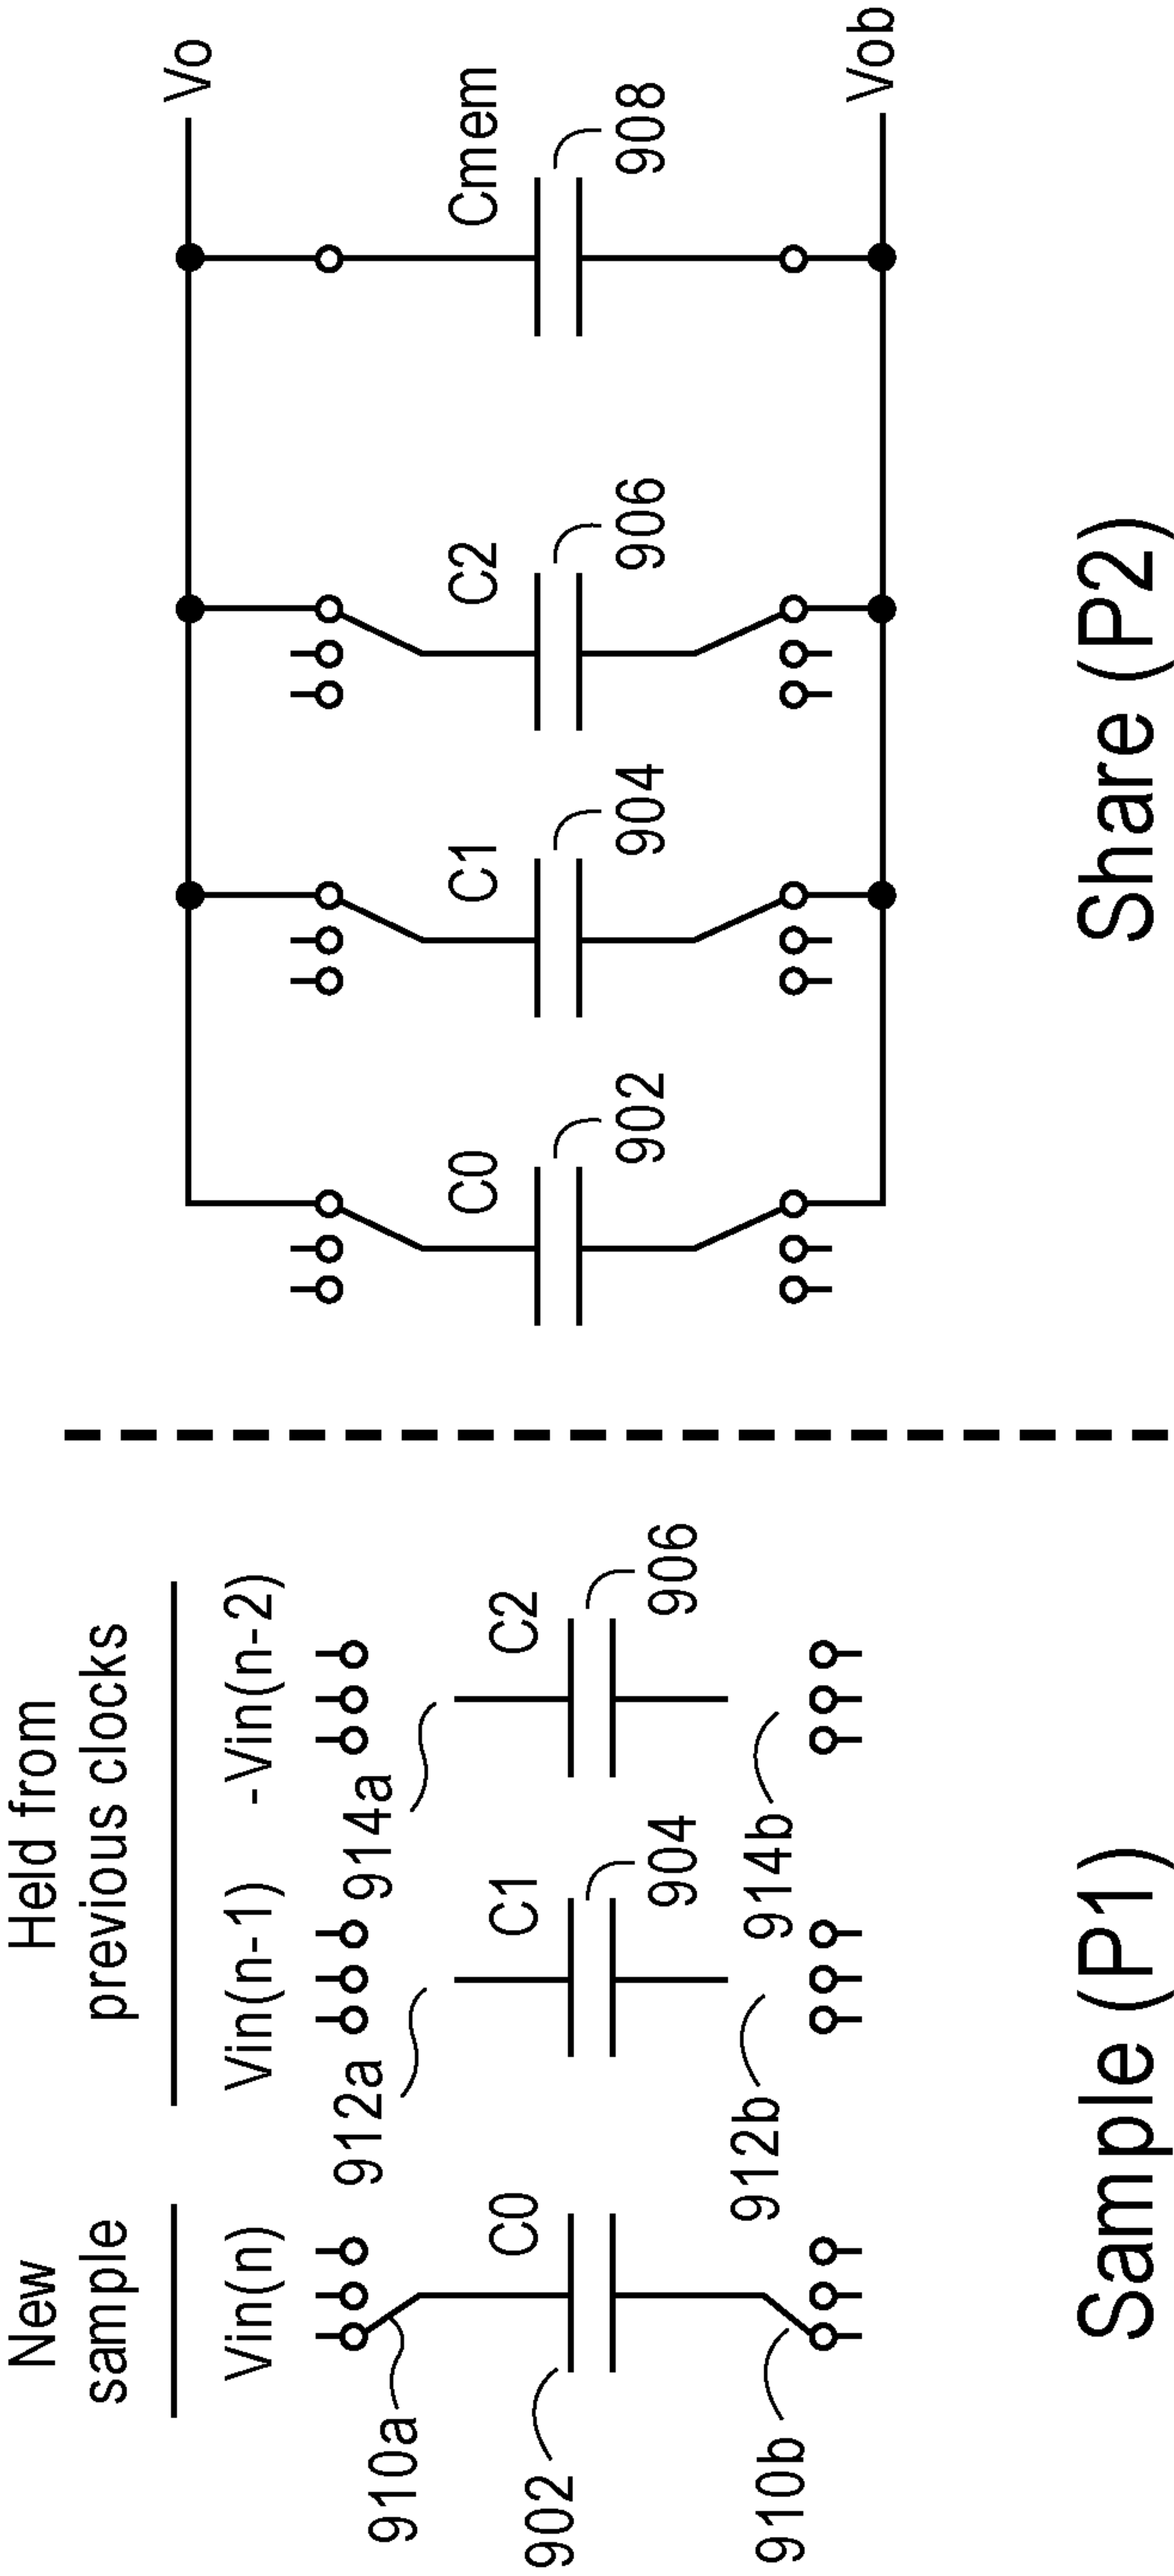 New
sample
Held from
previous clocks
Vin(n)
Vin(n-1)
-Vin(n-2)
910a
912a
914a
C0
C1
C2
902
904
906
910b
912b
914b
Sample (P1)
Vo
C0
C1
C2
Cmem
902
904
906
908
Vob
Share (P2)